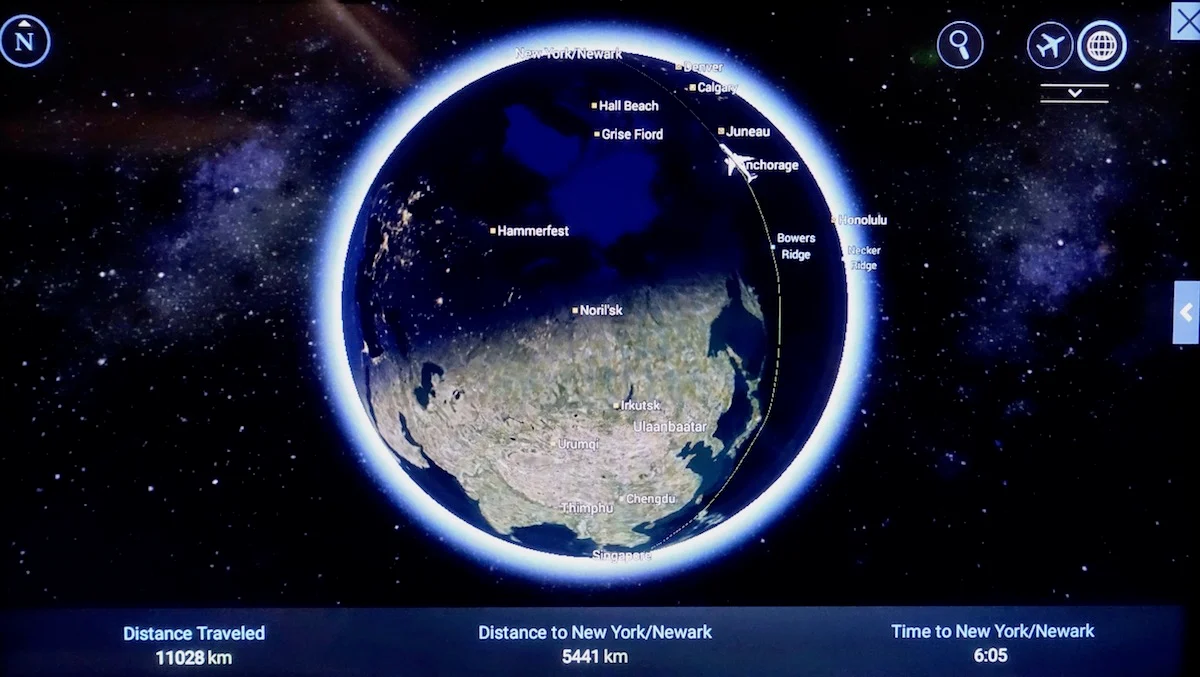 N
New York/Newark
Denver
Calgary
Hall Beach
Juneau
Grise Fiord
nchorage
Honolulu
Hammerfest
Bowers
Ridge
Necker
Ridge
Noril'sk
Irkutsk
Ulaanbaatar
Urumqi
Chengdu
Thimphu
Singapore
Distance Traveled
11028 km
Distance to New York/Newark
5441 km
Time to New York/Newark
6:05